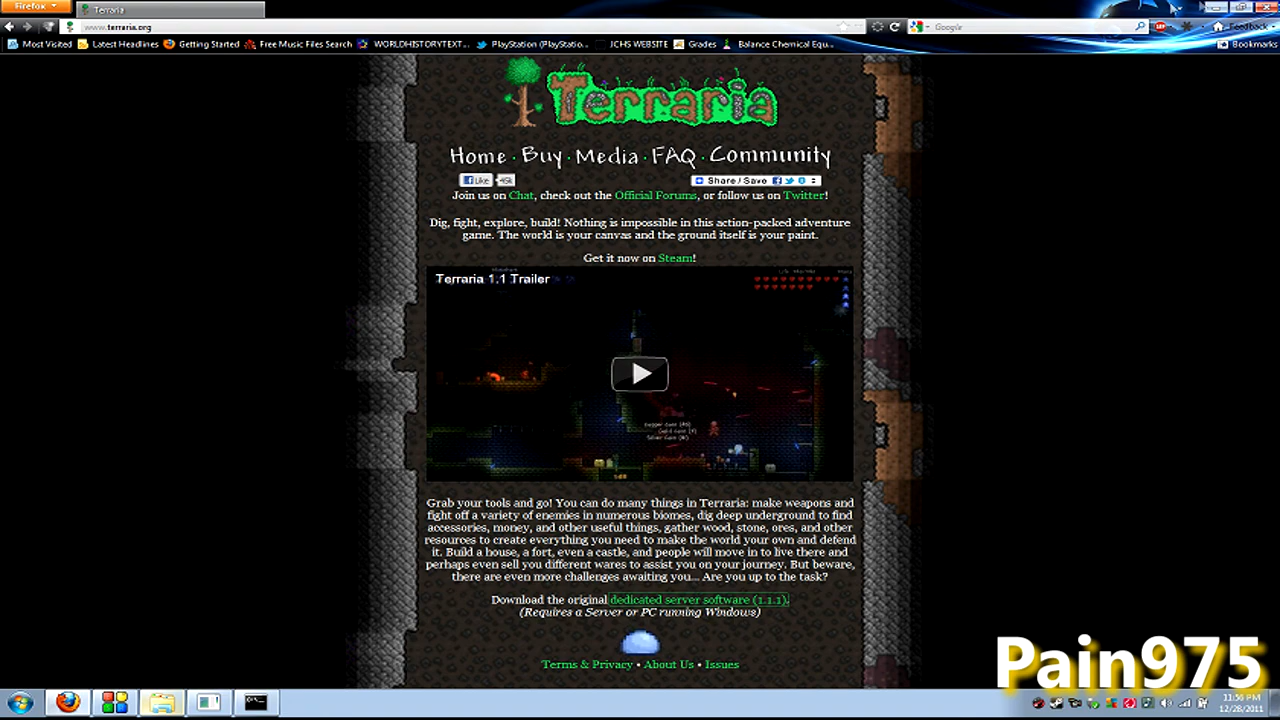 Firefox
Terraria
www.terraria.org
Google
Feedback
Most Visited
Latest Headlines
Getting Started
Free Music Files Search
WORLDHISTORYTEXT...
PlayStation (PlayStatio...
JCHS WEBSITE
Grades
Balance Chemical Equ...
Bookmarks
Terraria
Home · Buy · Media · FAQ · Community
Like
45k
Share / Save
Join us on Chat, check out the Official Forums, or follow us on Twitter!
Dig, fight, explore, build! Nothing is impossible in this action-packed adventure
game. The world is your canvas and the ground itself is your paint.
Get it now on Steam!
Terraria 1.1 Trailer
Grab your tools and go! You can do many things in Terraria: make weapons and
fight off a variety of enemies in numerous biomes, dig deep underground to find
accessories, money, and other useful things, gather wood, stone, ores, and other
resources to create everything you need to make the world your own and defend
it. Build a house, a fort, even a castle, and people will move in to live there and
perhaps even sell you different wares to assist you on your journey. But beware,
there are even more challenges awaiting you... Are you up to the task?
Download the original dedicated server software (1.1.1).
(Requires a Server or PC running Windows)
Terms & Privacy • About Us • Issues
Pain975
11:56 PM
12/28/2011